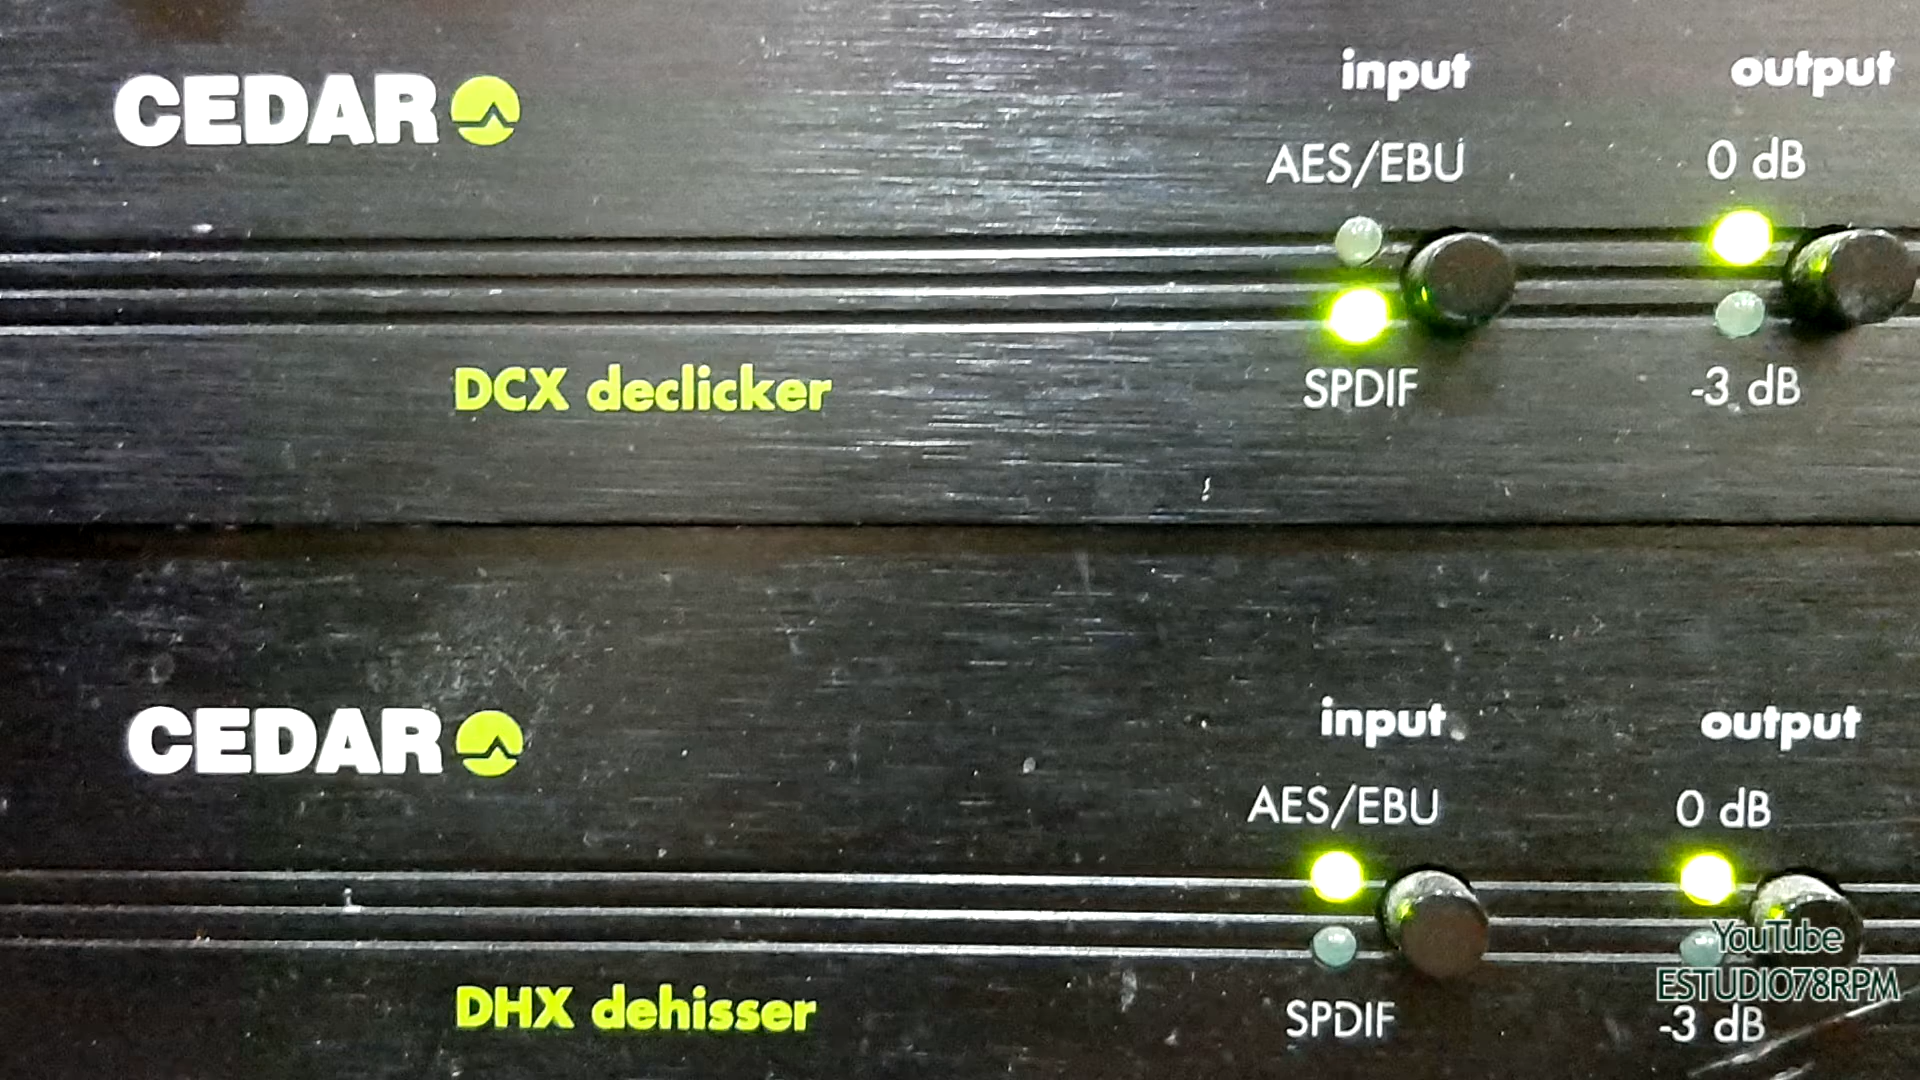 CEDAR
input output
AES/EBU 0 dB
SPDIF -3 dB
DCX declicker
CEDAR
input output
AES/EBU 0 dB
YouTube
ESTUDIO78RPM
SPDIF -3 dB
DHX dehisser